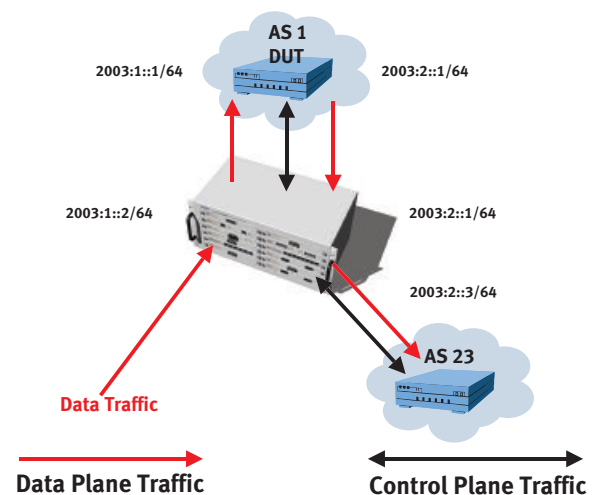 AS 1
DUT
2003:1::1/64
2003:2::1/64
2003:1::2/64
2003:2::1/64
2003:2::3/64
AS 23
Data Traffic
Data Plane Traffic
Control Plane Traffic